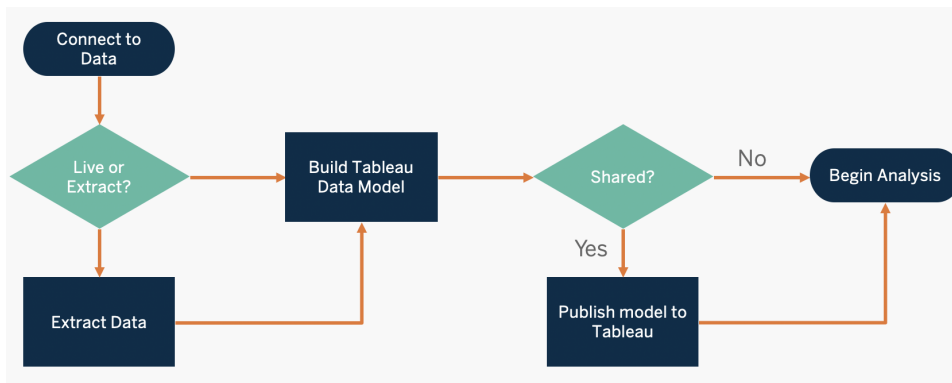 Connect to
Data
Live or
Extract?
Extract Data
Build Tableau
Data Model
Shared?
No
Yes
Publish model to
Tableau
Begin Analysis